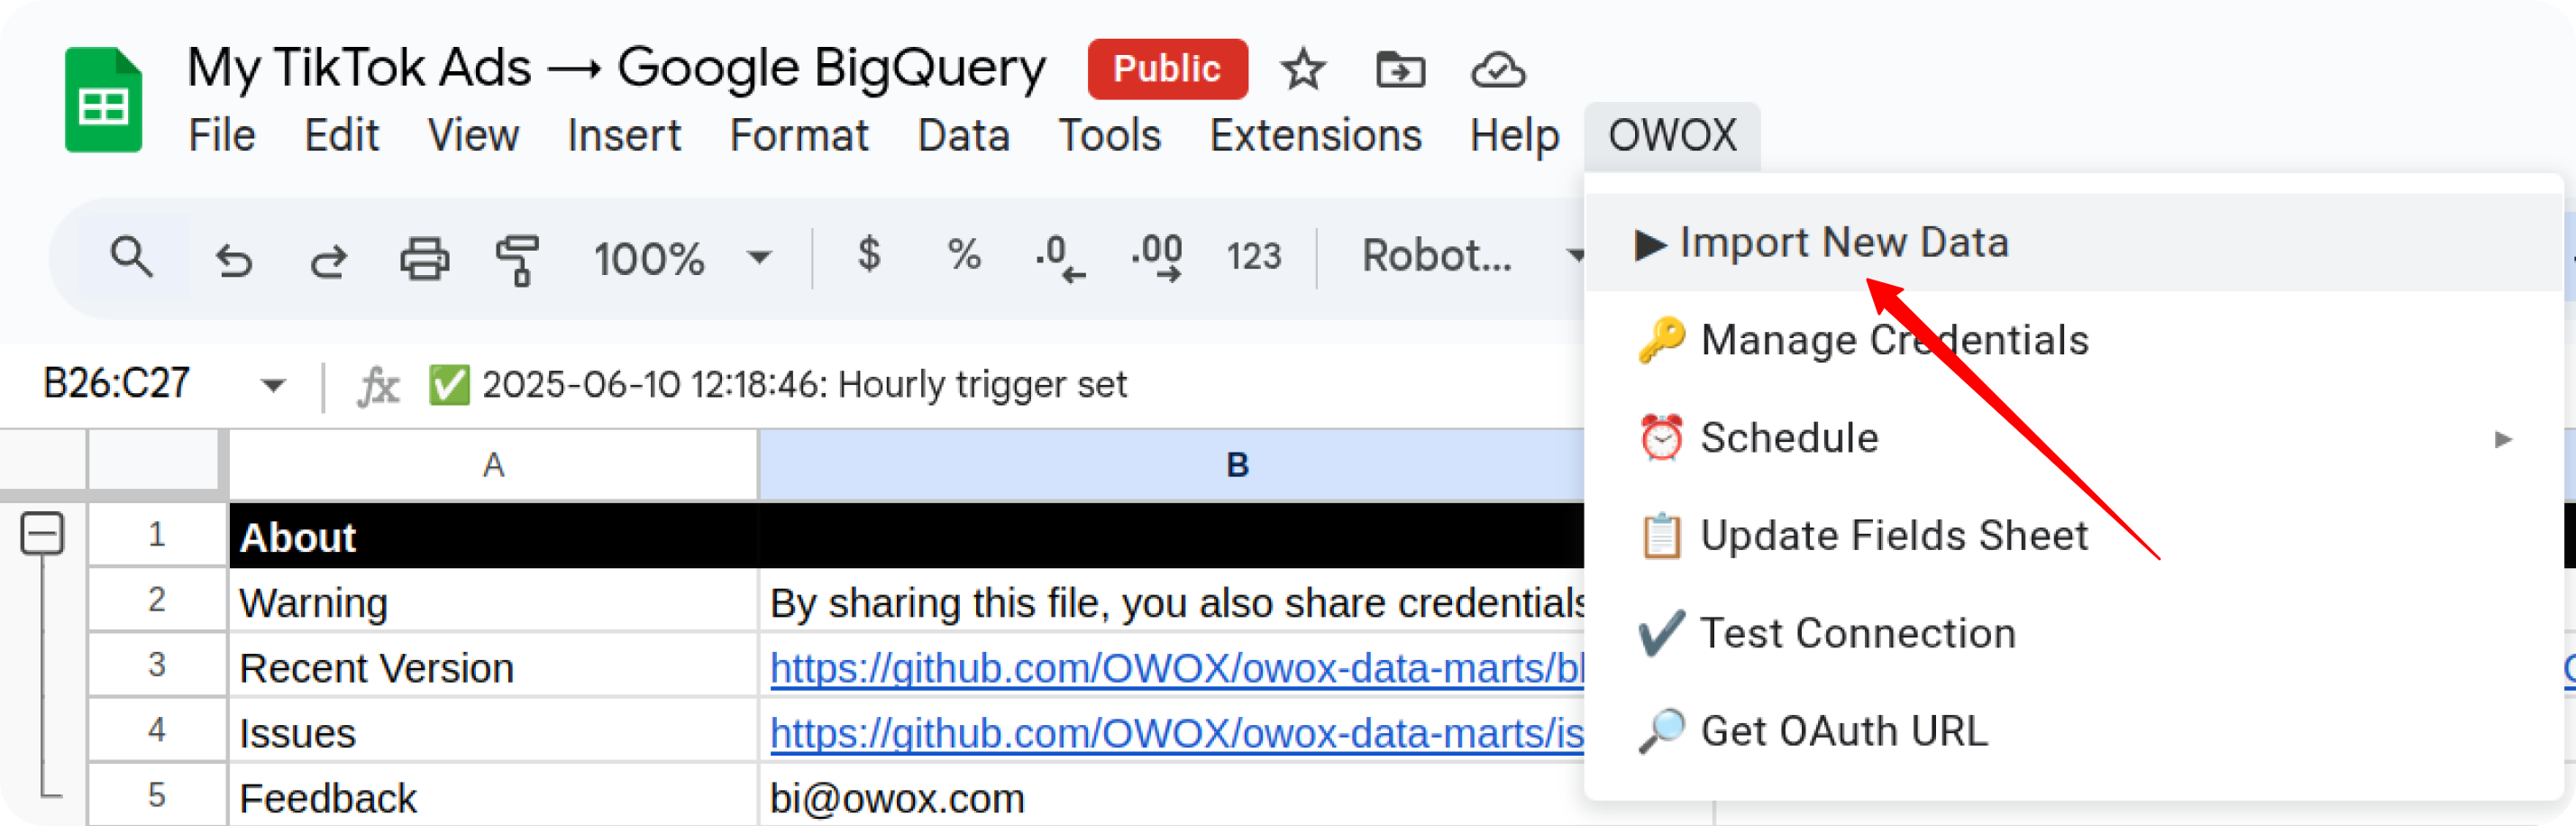 My TikTok Ads → Google BigQuery Public
File Edit View Insert Format Data Tools Extensions Help OWOX
100% $ % .0 .00 123 Robot...
▶ Import New Data
🔑 Manage Credentials
⏰ Schedule ▸
📋 Update Fields Sheet
✔️ Test Connection
🔎 Get OAuth URL
B26:C27 fx ✅ 2025-06-10 12:18:46: Hourly trigger set
A B
1 About
2 Warning By sharing this file, you also share credentials
3 Recent Version https://github.com/OWOX/owox-data-marts/bl
4 Issues https://github.com/OWOX/owox-data-marts/is
5 Feedback bi@owox.com